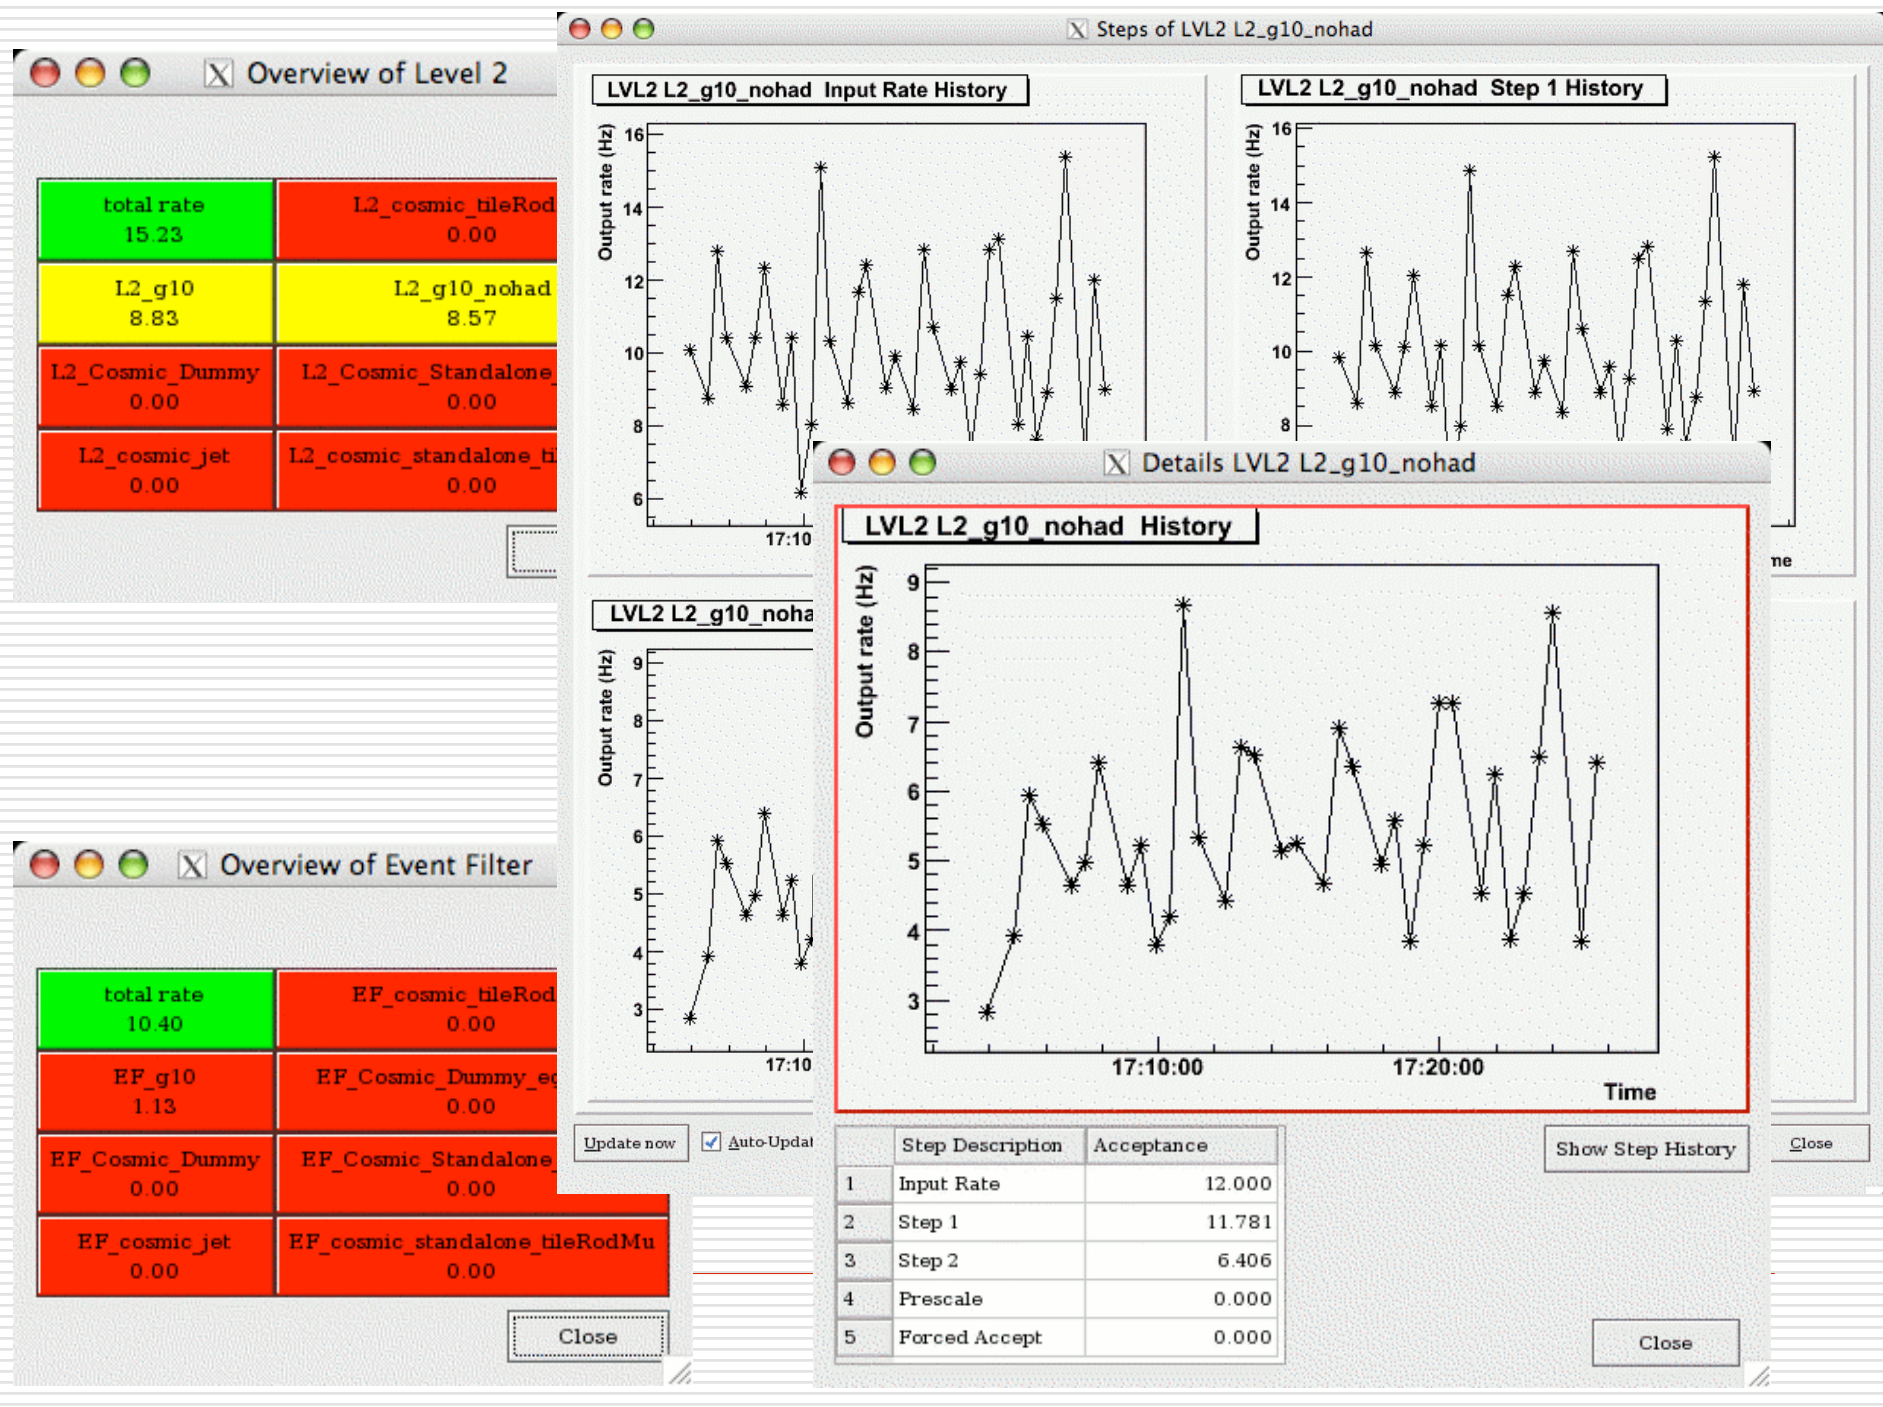 Overview of Level 2
total rate
15.23
L2_cosmic_tileRod
0.00
L2_g10
8.83
L2_g10_nohad
8.57
L2_Cosmic_Dummy
0.00
L2_Cosmic_Standalone_
0.00
L2_cosmic_jet
0.00
L2_cosmic_standalone_til
0.00
Overview of Event Filter
total rate
10.40
EF_cosmic_tileRod
0.00
EF_g10
1.13
EF_Cosmic_Dummy_eg
0.00
EF_Cosmic_Dummy
0.00
EF_Cosmic_Standalone_
0.00
EF_cosmic_jet
0.00
EF_cosmic_standalone_tileRodMu
0.00
Close
Steps of LVL2 L2_g10_nohad
LVL2 L2_g10_nohad Input Rate History
Output rate (Hz)
16
14
12
10
8
6
17:10
LVL2 L2_g10_nohad Step 1 History
Output rate (Hz)
16
14
12
10
8
me
LVL2 L2_g10_noha
Output rate (Hz)
9
8
7
6
5
4
3
17:10
Update now
Auto-Updat
Close
Details LVL2 L2_g10_nohad
LVL2 L2_g10_nohad History
Output rate (Hz)
9
8
7
6
5
4
3
17:10:00 17:20:00
Time
Step Description Acceptance
1 Input Rate 12.000
2 Step 1 11.781
3 Step 2 6.406
4 Prescale 0.000
5 Forced Accept 0.000
Show Step History
Close